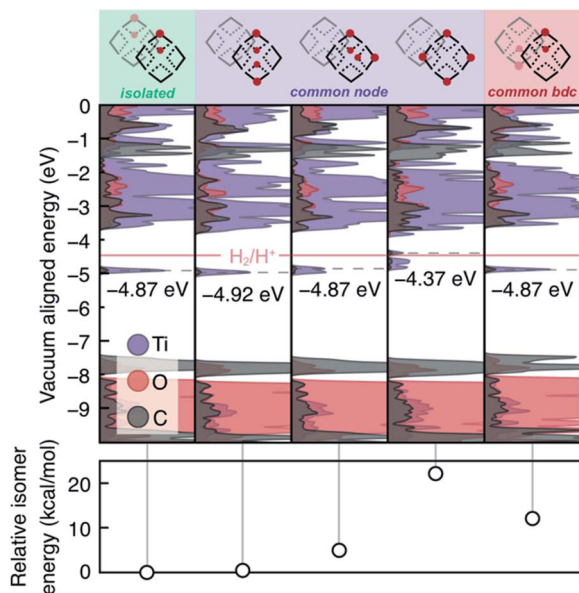 isolated
common node
common bdc
Vacuum aligned energy (eV)
0
−1
−2
−3
−4
−5
−6
−7
−8
−9
H₂/H⁺
−4.87 eV
−4.92 eV
−4.87 eV
−4.37 eV
−4.87 eV
Ti
O
C
Relative isomer
energy (kcal/mol)
20
10
0